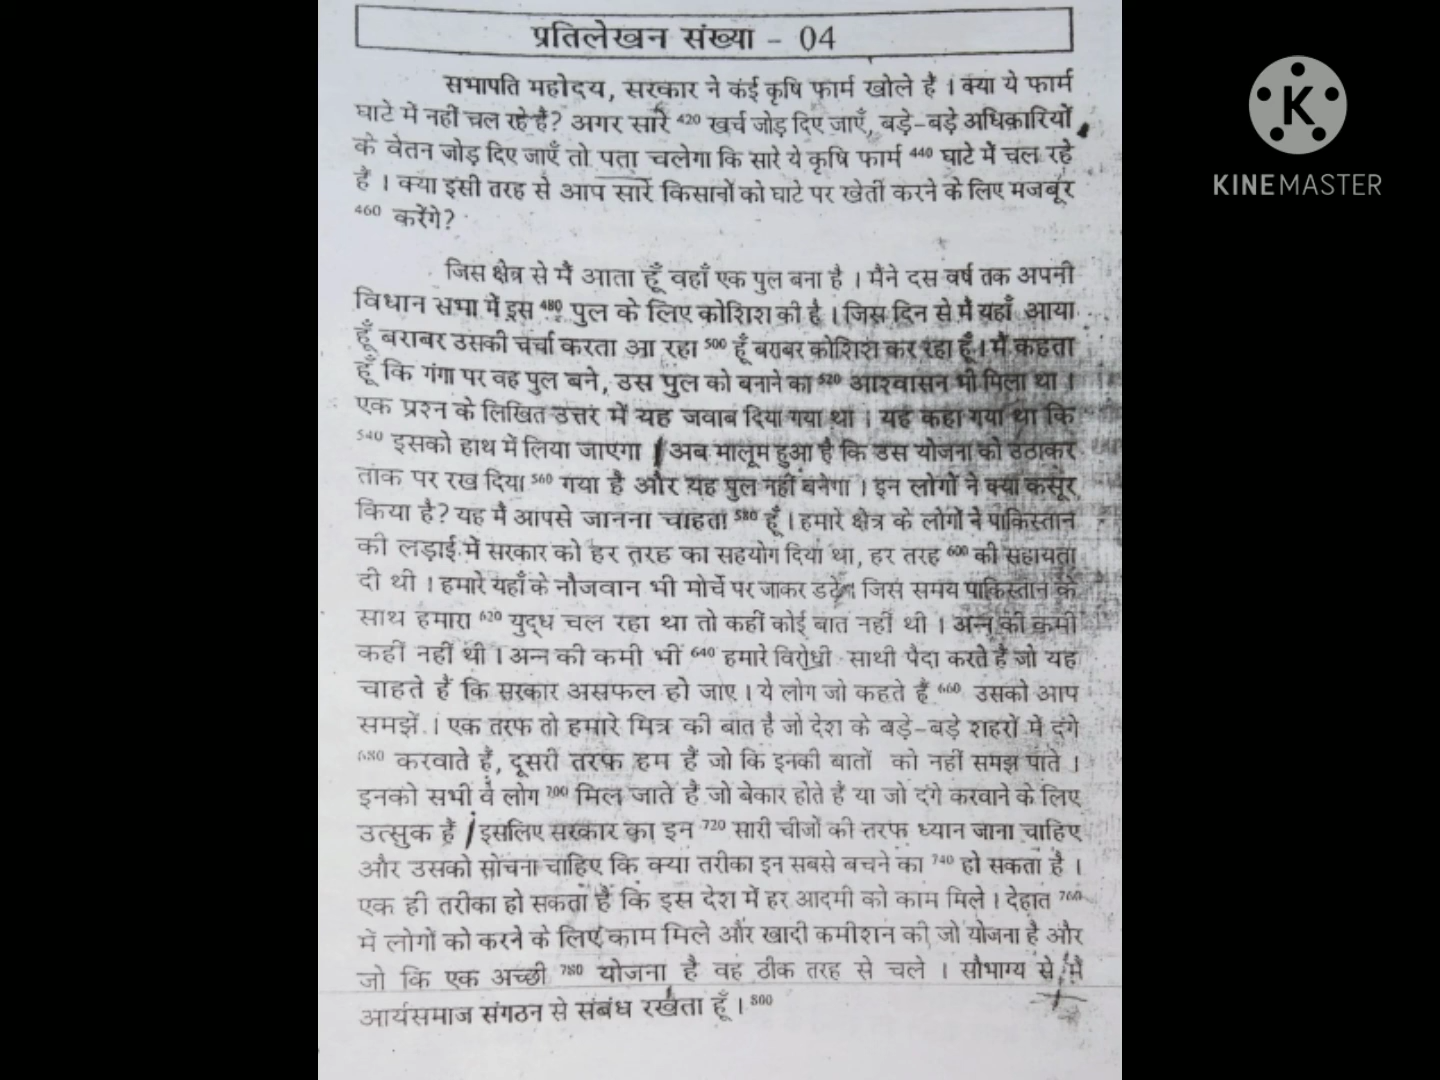 प्रतिलेखन संख्या - 04
सभापति महोदय, सरकार ने कई कृषि फार्म खोले हैं । क्या ये फार्म
घाटे में नहीं चल रहे हैं? अगर सारे 420 खर्च जोड़ दिए जाएँ, बड़े-बड़े अधिकारियों
के वेतन जोड़ दिए जाएँ तो पता चलेगा कि सारे ये कृषि फार्म 440 घाटे में चल रहे
हैं । क्या इसी तरह से आप सारे किसानों को घाटे पर खेती करने के लिए मजबूर
460 करेंगे?
जिस क्षेत्र से मैं आता हूँ वहाँ एक पुल बना है । मैंने दस वर्ष तक अपनी
विधान सभा में इस 480 पुल के लिए कोशिश की है । जिस दिन से मैं यहाँ आया
हूँ बराबर उसकी चर्चा करता आ रहा 500 हूँ बराबर कोशिश कर रहा हूँ । मैं कहता
हूँ कि गंगा पर वह पुल बने, उस पुल को बनाने का 520 आश्वासन भी मिला था ।
एक प्रश्न के लिखित उत्तर में यह जवाब दिया गया था । यह कहा गया था कि
540 इसको हाथ में लिया जाएगा । अब मालूम हुआ है कि उस योजना को उठाकर
ताक पर रख दिया 560 गया है और यह पुल नहीं बनेगा । इन लोगों ने क्या कसूर
किया है? यह मैं आपसे जानना चाहता 580 हूँ । हमारे क्षेत्र के लोगों ने पाकिस्तान
की लड़ाई में सरकार को हर तरह का सहयोग दिया था, हर तरह 600 की सहायता
दी थी । हमारे यहाँ के नौजवान भी मोर्चे पर जाकर डटे । जिस समय पाकिस्तान के
साथ हमारा 620 युद्ध चल रहा था तो कहीं कोई बात नहीं थी । अन्न की कमी
कहीं नहीं थी । अन्न की कमी भी 640 हमारे विरोधी साथी पैदा करते हैं जो यह
चाहते हैं कि सरकार असफल हो जाए । ये लोग जो कहते हैं 660 उसको आप
समझें । एक तरफ तो हमारे मित्र की बात है जो देश के बड़े-बड़े शहरों में दंगे
680 करवाते हैं, दूसरी तरफ हम हैं जो कि इनकी बातों को नहीं समझ पाते ।
इनको सभी वे लोग 700 मिल जाते हैं जो बेकार होते हैं या जो दंगे करवाने के लिए
उत्सुक हैं । इसलिए सरकार का इन 720 सारी चीजों की तरफ ध्यान जाना चाहिए
और उसको सोचना चाहिए कि क्या तरीका इन सबसे बचने का 740 हो सकता है ।
एक ही तरीका हो सकता है कि इस देश में हर आदमी को काम मिले । देहात 760
में लोगों को करने के लिए काम मिले और खादी कमीशन की जो योजना है और
जो कि एक अच्छी 780 योजना है वह ठीक तरह से चले । सौभाग्य से मैं
आर्यसमाज संगठन से संबंध रखता हूँ । 800
KINEMASTER